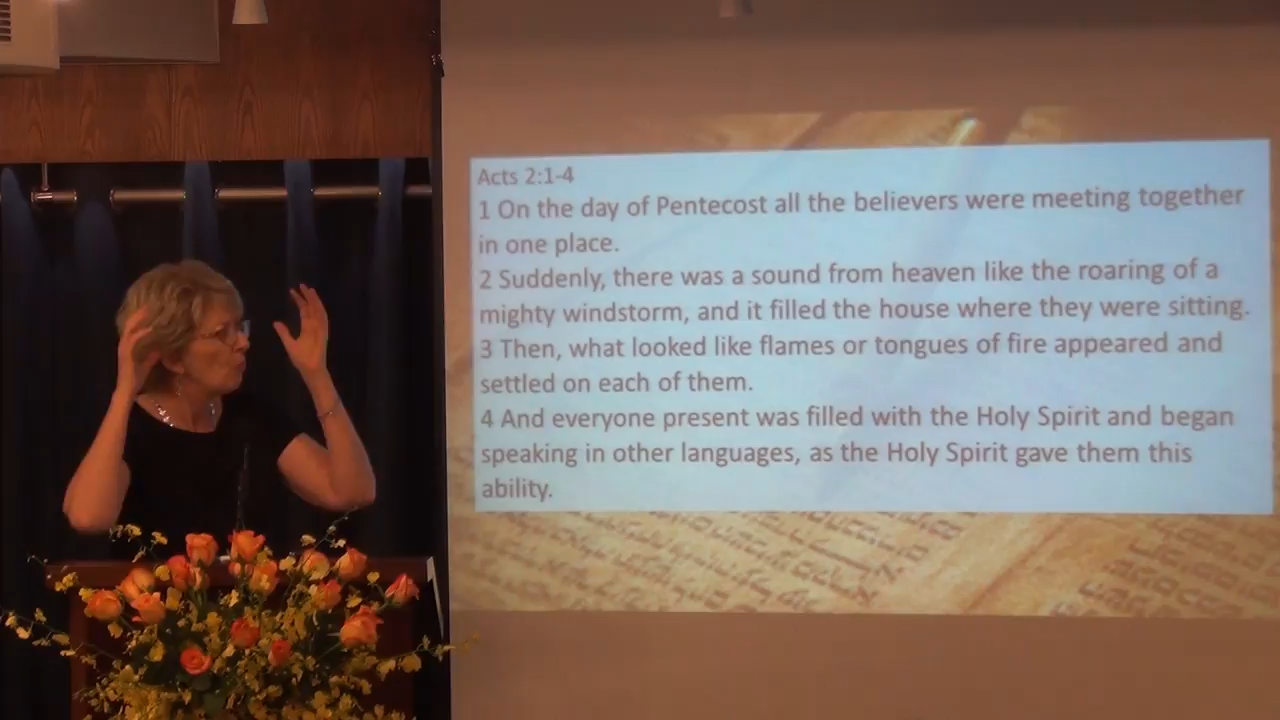 Acts 2:1-4
1 On the day of Pentecost all the believers were meeting together
in one place.
2 Suddenly, there was a sound from heaven like the roaring of a
mighty windstorm, and it filled the house where they were sitting.
3 Then, what looked like flames or tongues of fire appeared and
settled on each of them.
4 And everyone present was filled with the Holy Spirit and began
speaking in other languages, as the Holy Spirit gave them this
ability.